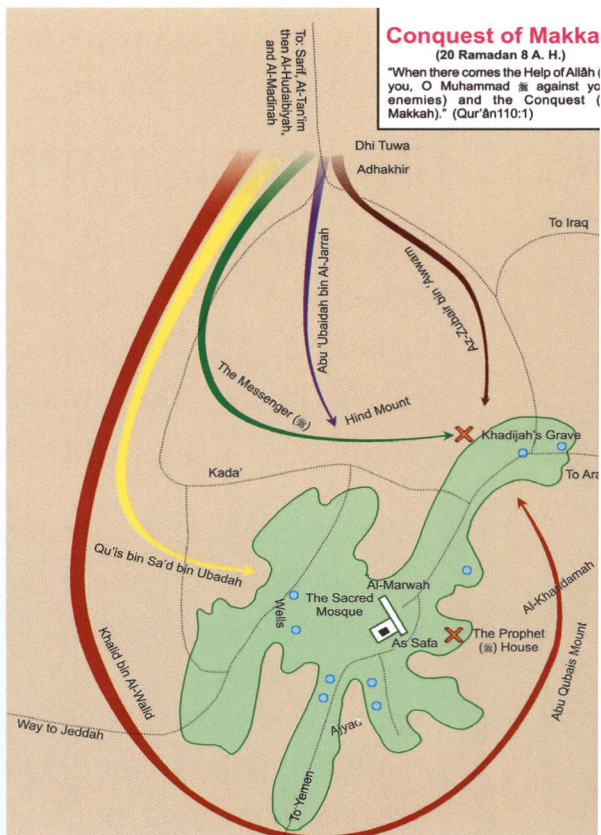 Conquest of Makka
(20 Ramadan 8 A. H.)
"When there comes the Help of Allâh (
you, O Muhammad ﷺ against yo
enemies) and the Conquest (
Makkah)." (Qur'ân110:1)
To: Sarif, At-Tan'im
then Al-Hudaibiyah,
and Al-Madinah
Dhi Tuwa
Adhakhir
To Iraq
Az-Zubair bin 'Awwam
Abu 'Ubaidah bin Al-Jarrah
The Messenger (ﷺ)
Hind Mount
Khadijah's Grave
To Ara
Kada'
Qu'is bin Sa'd bin Ubadah
Al-Marwah
The Sacred
Mosque
Wells
As Safa
The Prophet
(ﷺ) House
Al-Khandamah
Abu Qubais Mount
Khalid bin Al-Walid
Way to Jeddah
To Yemen